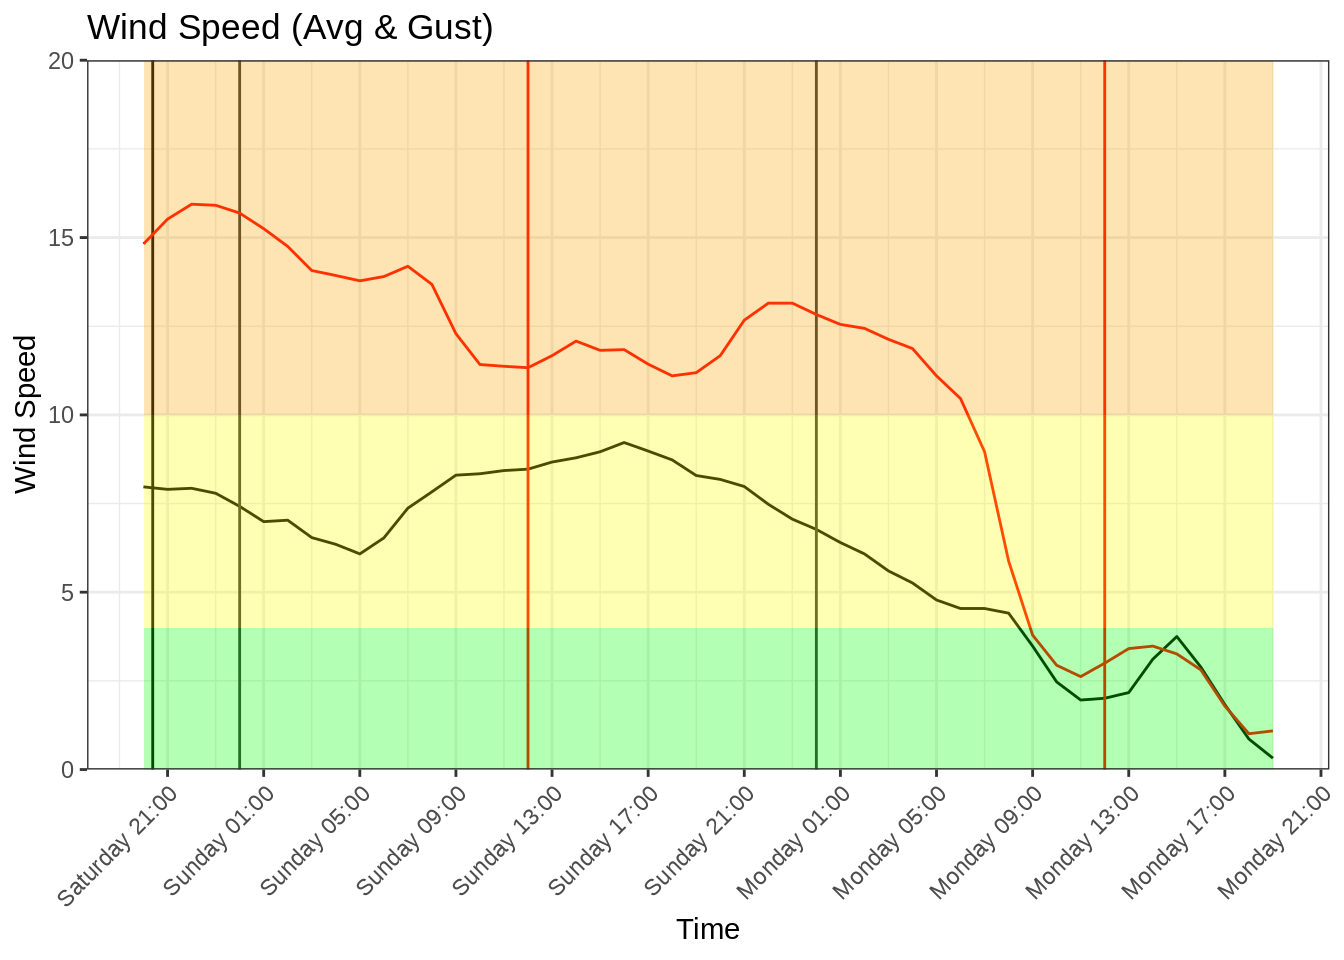 Wind Speed (Avg & Gust)
20
15
10
5
0
Wind Speed
Saturday 21:00
Sunday 01:00
Sunday 05:00
Sunday 09:00
Sunday 13:00
Sunday 17:00
Sunday 21:00
Monday 01:00
Monday 05:00
Monday 09:00
Monday 13:00
Monday 17:00
Monday 21:00
Time